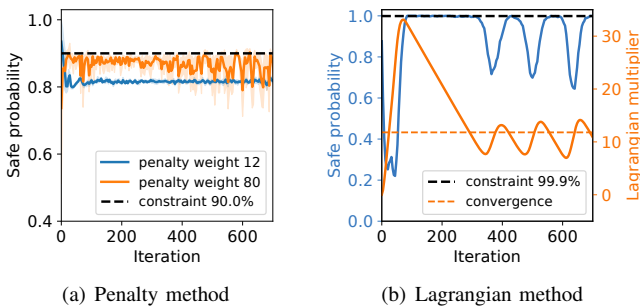 Safe probability
1.0
0.8
0.6
0.4
penalty weight 12
penalty weight 80
constraint 90.0%
0 200 400 600
Iteration
(a) Penalty method
Safe probability
1.0
0.8
0.6
0.4
0.2
0.0
constraint 99.9%
convergence
0 200 400 600
Iteration
30
20
10
0
Lagrangian multiplier
(b) Lagrangian method